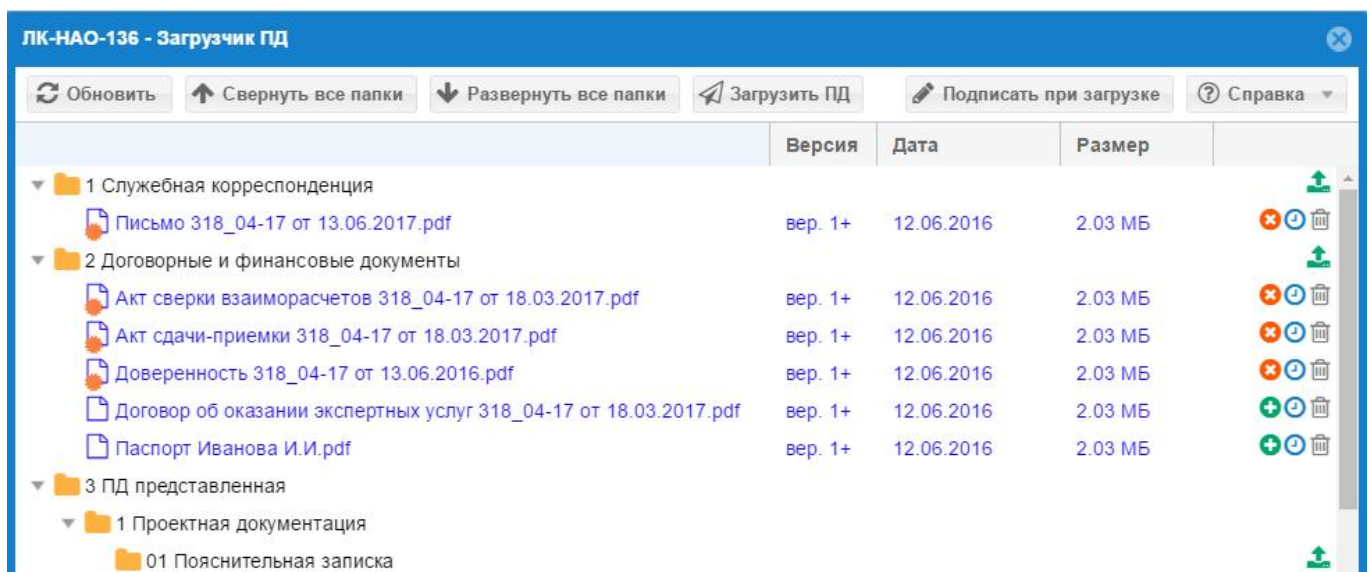 ЛК-НАО-136 - Загрузчик ПД
Обновить Свернуть все папки Развернуть все папки Загрузить ПД Подписать при загрузке Справка
Версия Дата Размер
1 Служебная корреспонденция
Письмо 318_04-17 от 13.06.2017.pdf вер. 1+ 12.06.2016 2.03 МБ
2 Договорные и финансовые документы
Акт сверки взаиморасчетов 318_04-17 от 18.03.2017.pdf вер. 1+ 12.06.2016 2.03 МБ
Акт сдачи-приемки 318_04-17 от 18.03.2017.pdf вер. 1+ 12.06.2016 2.03 МБ
Доверенность 318_04-17 от 13.06.2016.pdf вер. 1+ 12.06.2016 2.03 МБ
Договор об оказании экспертных услуг 318_04-17 от 18.03.2017.pdf вер. 1+ 12.06.2016 2.03 МБ
Паспорт Иванова И.И.pdf вер. 1+ 12.06.2016 2.03 МБ
3 ПД представленная
1 Проектная документация
01 Пояснительная записка